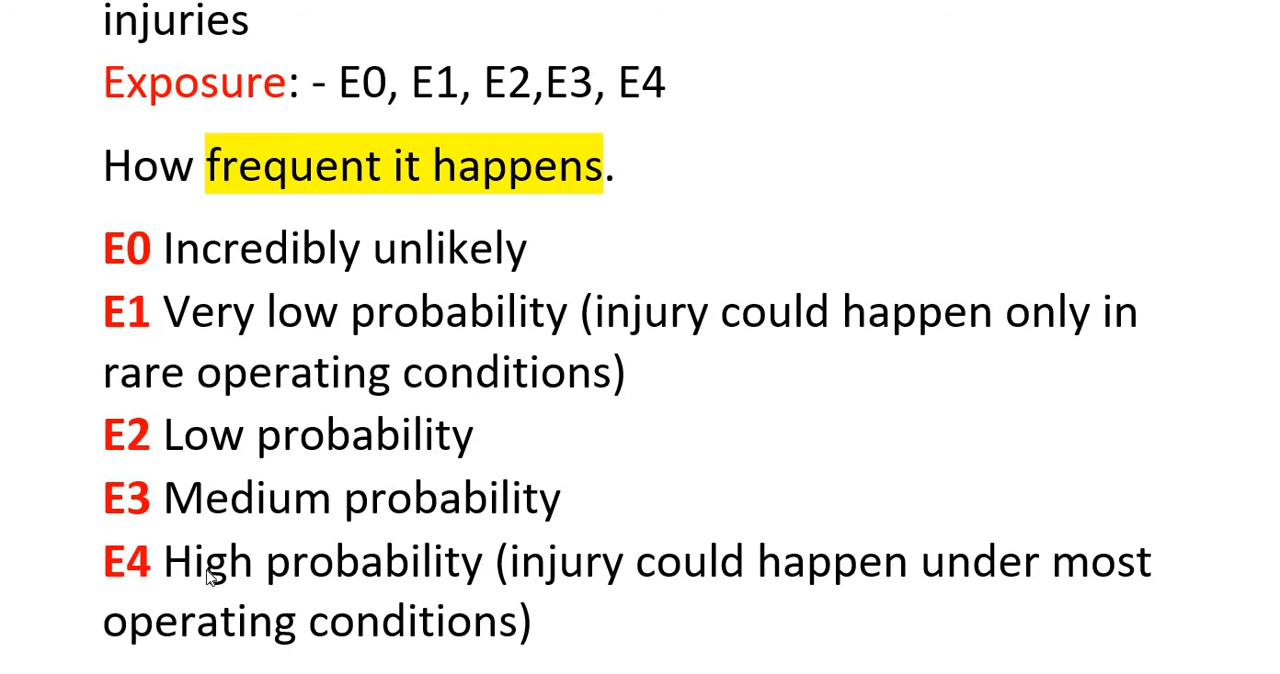 injuries
Exposure: - E0, E1, E2,E3, E4
How frequent it happens.
E0 Incredibly unlikely
E1 Very low probability (injury could happen only in
rare operating conditions)
E2 Low probability
E3 Medium probability
E4 High probability (injury could happen under most
operating conditions)